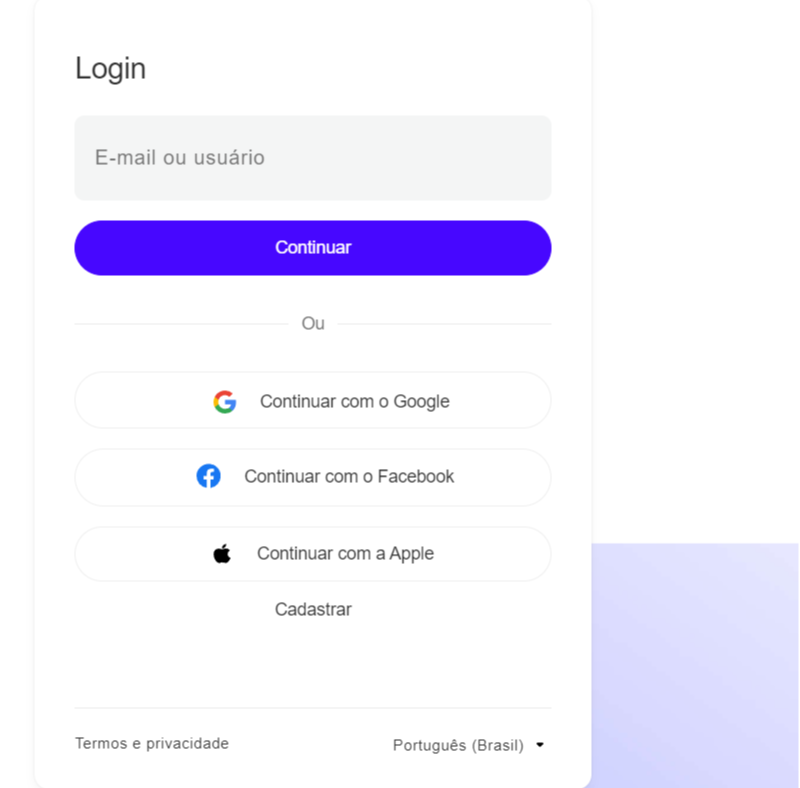 Login
E-mail ou usuário
Continuar
Ou
Continuar com o Google
Continuar com o Facebook
Continuar com a Apple
Cadastrar
Termos e privacidade
Português (Brasil)